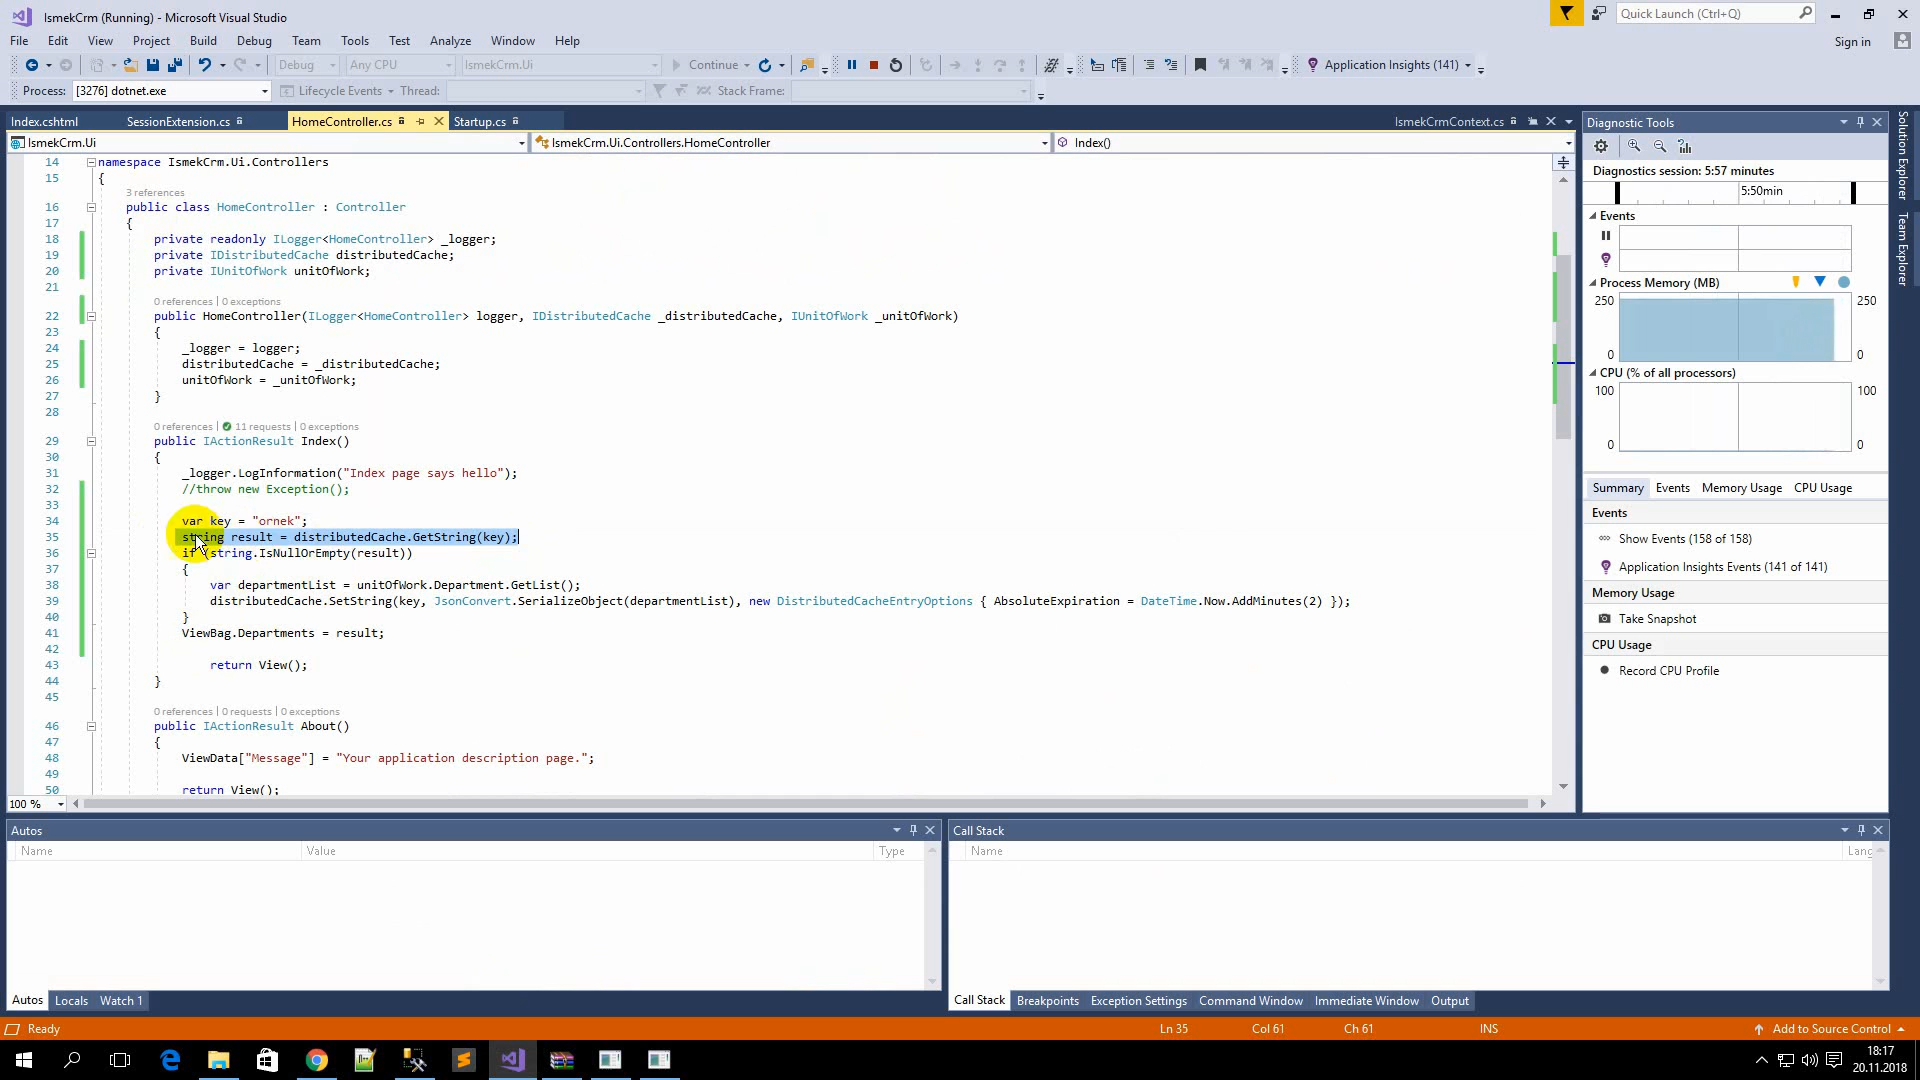 IsmekCrm (Running) - Microsoft Visual Studio
Quick Launch (Ctrl+Q)
File Edit View Project Build Debug Team Tools Test Analyze Window Help
Sign in
Debug Any CPU IsmekCrm.Ui Continue Application Insights (141)
Process: [3276] dotnet.exe Lifecycle Events Thread: Stack Frame:
Index.cshtml SessionExtension.cs HomeController.cs Startup.cs IsmekCrmContext.cs
IsmekCrm.Ui IsmekCrm.Ui.Controllers.HomeController Index()
14 namespace IsmekCrm.Ui.Controllers
15 {
3 references
16 public class HomeController : Controller
17 {
18 private readonly ILogger<HomeController> _logger;
19 private IDistributedCache distributedCache;
20 private IUnitOfWork unitOfWork;
21
0 references | 0 exceptions
22 public HomeController(ILogger<HomeController> logger, IDistributedCache _distributedCache, IUnitOfWork _unitOfWork)
23 {
24 _logger = logger;
25 distributedCache = _distributedCache;
26 unitOfWork = _unitOfWork;
27 }
28
0 references | 11 requests | 0 exceptions
29 public IActionResult Index()
30 {
31 _logger.LogInformation("Index page says hello");
32 //throw new Exception();
33
34 var key = "ornek";
35 string result = distributedCache.GetString(key);
36 if (string.IsNullOrEmpty(result))
37 {
38 var departmentList = unitOfWork.Department.GetList();
39 distributedCache.SetString(key, JsonConvert.SerializeObject(departmentList), new DistributedCacheEntryOptions { AbsoluteExpiration = DateTime.Now.AddMinutes(2) });
40 }
41 ViewBag.Departments = result;
42
43 return View();
44 }
45
0 references | 0 requests | 0 exceptions
46 public IActionResult About()
47 {
48 ViewData["Message"] = "Your application description page.";
49
50 return View();
100 %
Diagnostic Tools
Diagnostics session: 5:57 minutes
5:50min
Events
Process Memory (MB)
250 250
0 0
CPU (% of all processors)
100 100
0 0
Summary Events Memory Usage CPU Usage
Events
Show Events (158 of 158)
Application Insights Events (141 of 141)
Memory Usage
Take Snapshot
CPU Usage
Record CPU Profile
Solution Explorer
Team Explorer
Autos
Name Value Type
Autos Locals Watch 1
Call Stack
Name Lang
Call Stack Breakpoints Exception Settings Command Window Immediate Window Output
Ready Ln 35 Col 61 Ch 61 INS Add to Source Control
18:17
20.11.2018